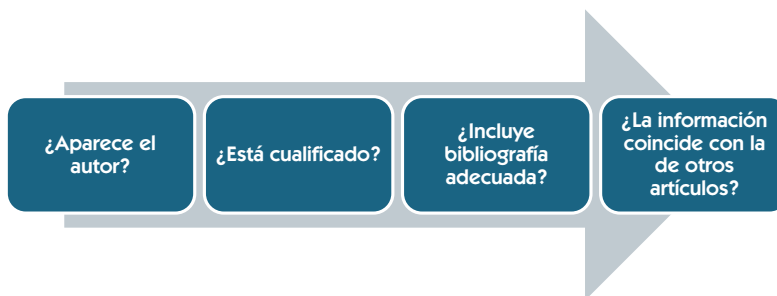 ¿Aparece el
autor?
¿Está cualificado?
¿Incluye
bibliografía
adecuada?
¿La información
coincide con la
de otros
artículos?